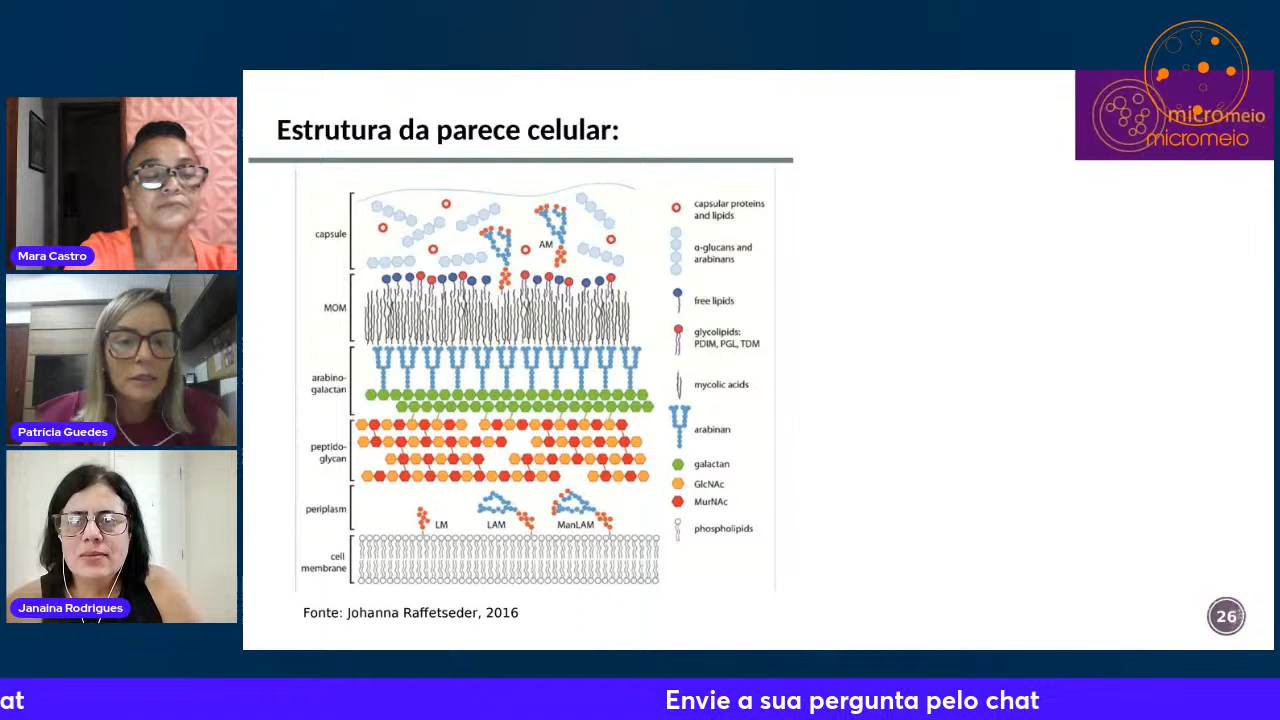 micromeio
micromeio
Estrutura da parece celular:
Mara Castro
Patrícia Guedes
Janaina Rodrigues
capsule
AM
MOM
arabino-
galactan
peptido-
glycan
periplasm
LM
LAM
ManLAM
cell
membrane
capsular proteins
and lipids
α-glucans and
arabinans
free lipids
glycolipids:
PDIM, PGL, TDM
mycolic acids
arabinan
galactan
GlcNAc
MurNAc
phospholipids
Fonte: Johanna Raffetseder, 2016
26
at
Envie a sua pergunta pelo chat